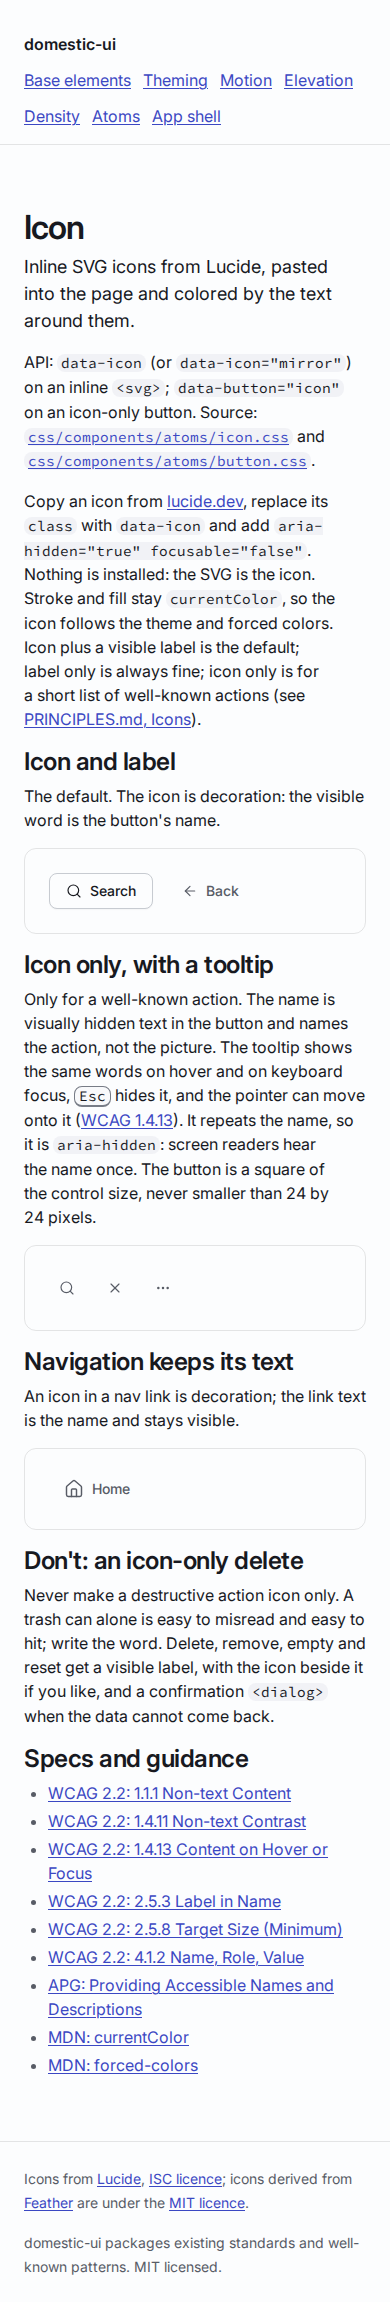 domestic-ui
Base elements Theming Motion Elevation
Density Atoms App shell
Icon
Inline SVG icons from Lucide, pasted
into the page and colored by the text
around them.
API: data-icon (or data-icon="mirror")
on an inline <svg>; data-button="icon"
on an icon-only button. Source:
css/components/atoms/icon.css and
css/components/atoms/button.css.
Copy an icon from lucide.dev, replace its
class with data-icon and add aria-
hidden="true" focusable="false".
Nothing is installed: the SVG is the icon.
Stroke and fill stay currentColor, so the
icon follows the theme and forced colors.
Icon plus a visible label is the default;
label only is always fine; icon only is for
a short list of well-known actions (see
PRINCIPLES.md, Icons).
Icon and label
The default. The icon is decoration: the visible
word is the button's name.
Search Back
Icon only, with a tooltip
Only for a well-known action. The name is
visually hidden text in the button and names
the action, not the picture. The tooltip shows
the same words on hover and on keyboard
focus, Esc hides it, and the pointer can move
onto it (WCAG 1.4.13). It repeats the name, so
it is aria-hidden: screen readers hear
the name once. The button is a square of
the control size, never smaller than 24 by
24 pixels.
Navigation keeps its text
An icon in a nav link is decoration; the link text
is the name and stays visible.
Home
Don't: an icon-only delete
Never make a destructive action icon only. A
trash can alone is easy to misread and easy to
hit; write the word. Delete, remove, empty and
reset get a visible label, with the icon beside it
if you like, and a confirmation <dialog>
when the data cannot come back.
Specs and guidance
WCAG 2.2: 1.1.1 Non-text Content
WCAG 2.2: 1.4.11 Non-text Contrast
WCAG 2.2: 1.4.13 Content on Hover or
Focus
WCAG 2.2: 2.5.3 Label in Name
WCAG 2.2: 2.5.8 Target Size (Minimum)
WCAG 2.2: 4.1.2 Name, Role, Value
APG: Providing Accessible Names and
Descriptions
MDN: currentColor
MDN: forced-colors
Icons from Lucide, ISC licence; icons derived from
Feather are under the MIT licence.
domestic-ui packages existing standards and well-
known patterns. MIT licensed.